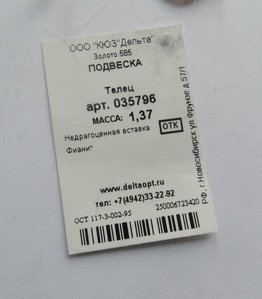 ООО "КЮЗ"Дельта"
Золото 585
ПОДВЕСКА
Телец
арт. 035796
МАССА: 1,37
Недрагоценная вставка
ОТК
Фианит
www.deltaopt.ru
тел: +7(4942)33-22-92
ОСТ 117-3-002-95
250006723420
РФ, г.Новосибирск ул.Фрунзе д.57/1